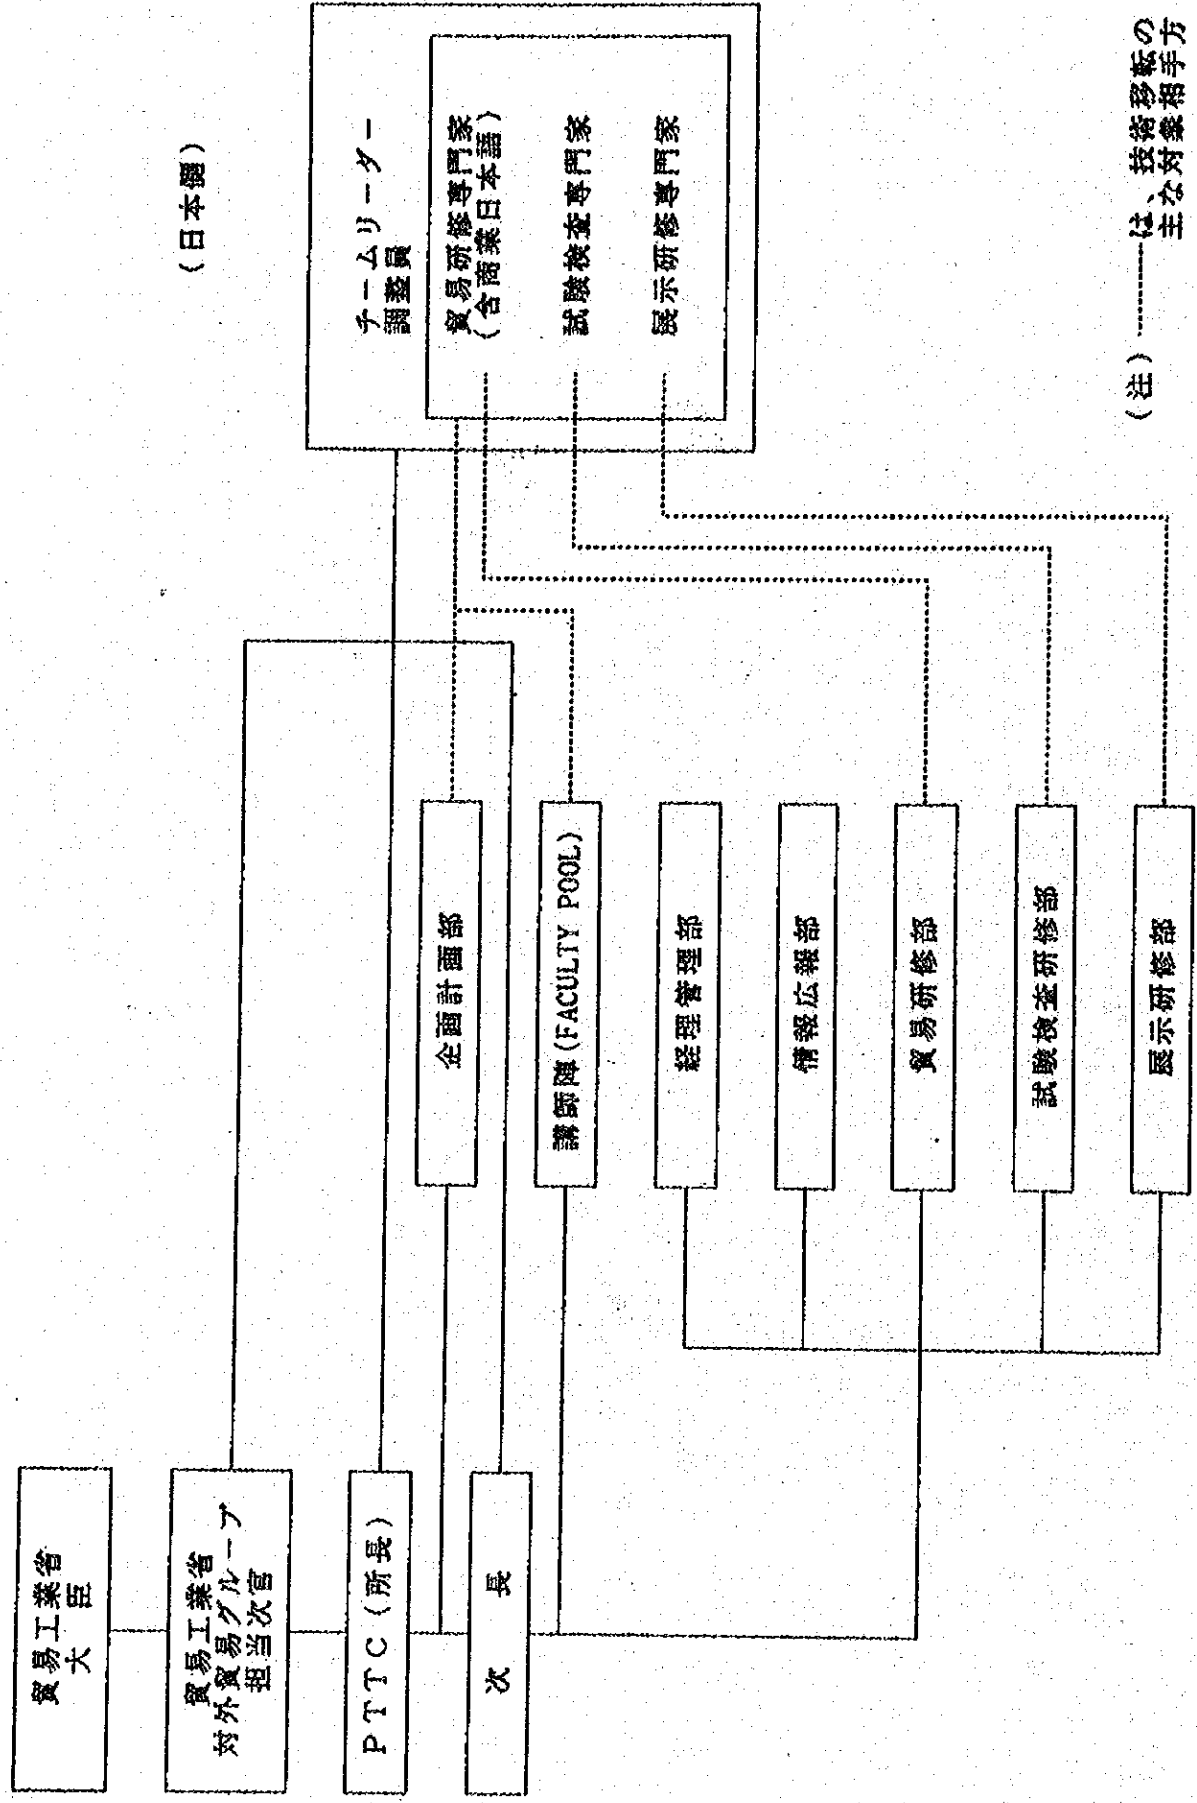 (日本側)
貿易工業省
大臣
貿易工業省
対外貿易グループ
担当次官
PTTC(所長)
次 長
企画計画部
講師陣(FACULTY POOL)
経理管理部
情報広報部
貿易研修部
試験検査研修部
展示研修部
チームリーダー
調整員
貿易研修専門家
(含商業日本語)
試験検査専門家
展示研修専門家
(注)--------は、技術移転の
主な対象相手方